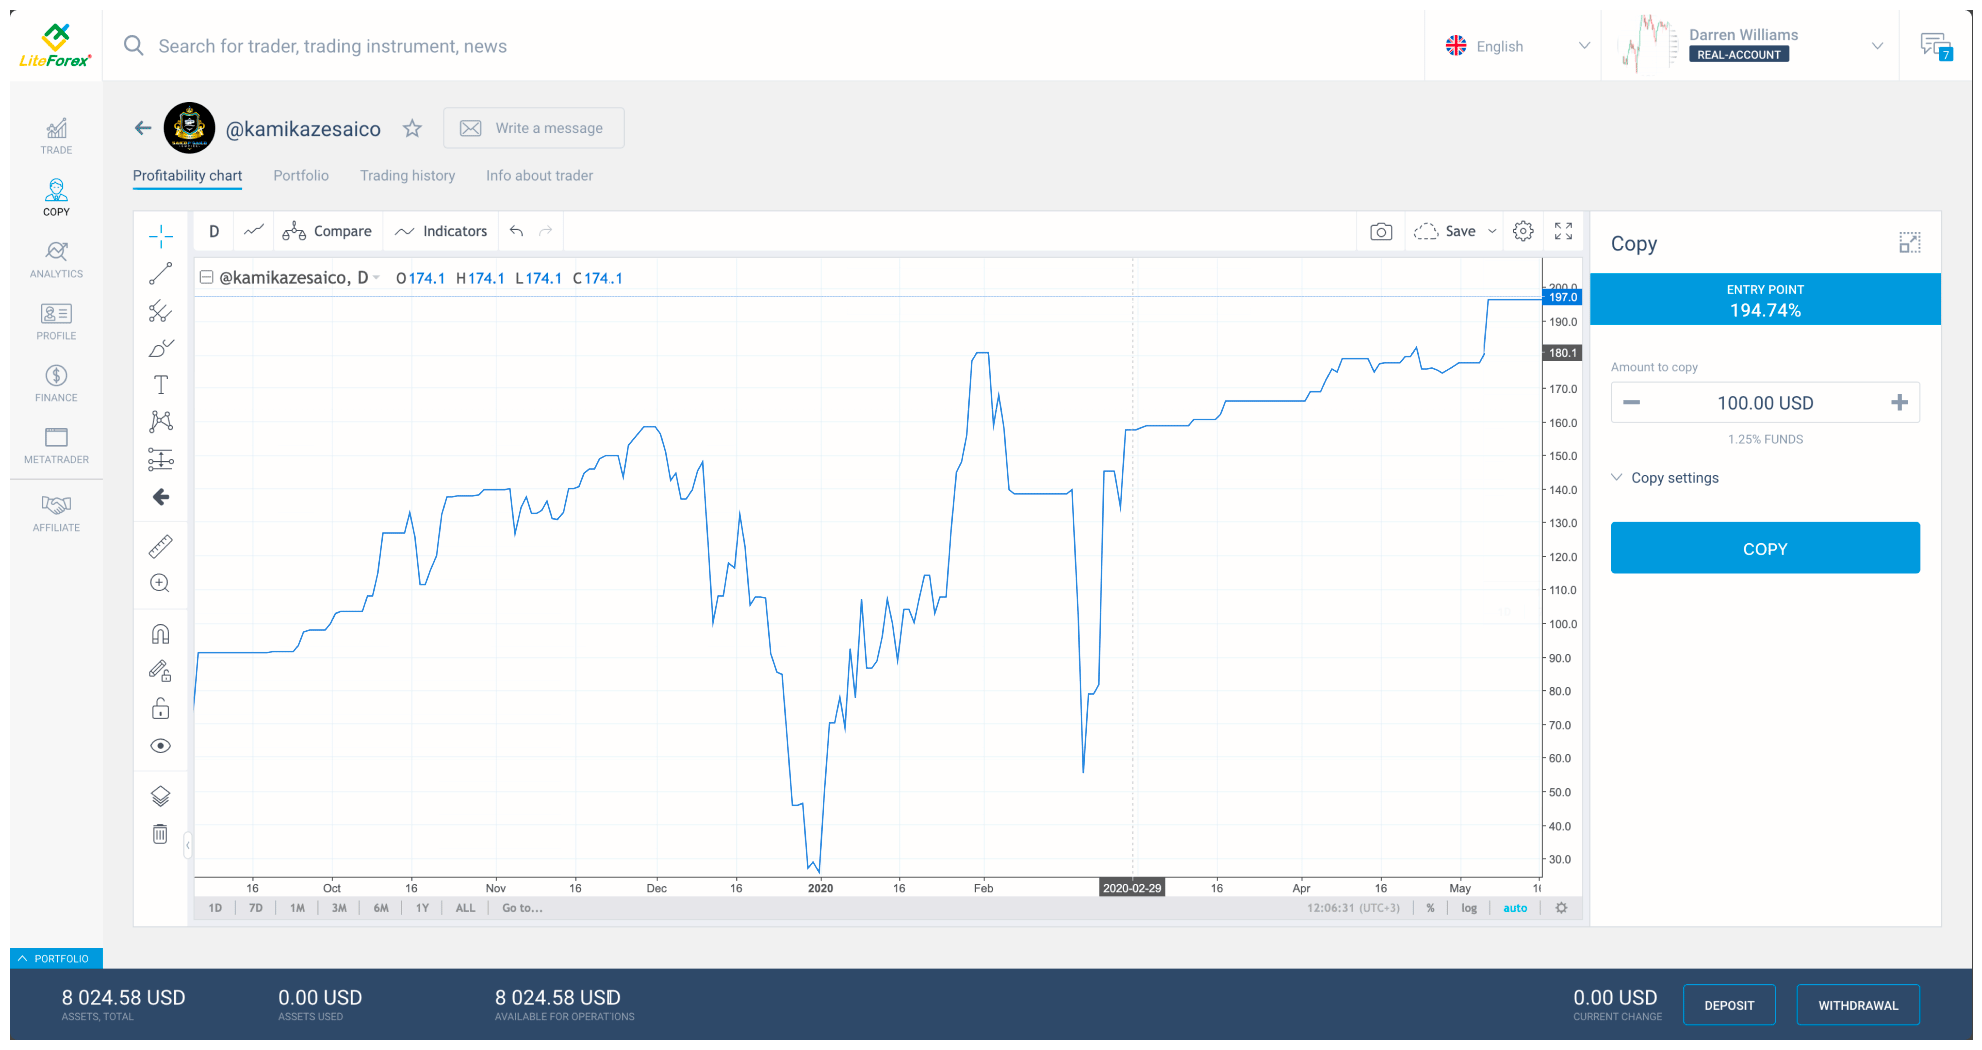 LiteForex
Search for trader, trading instrument, news
English
Darren Williams
REAL-ACCOUNT
7
TRADE
COPY
ANALYTICS
PROFILE
FINANCE
METATRADER
AFFILIATE
@kamikazesaico
Write a message
Profitability chart
Portfolio
Trading history
Info about trader
D
Compare
Indicators
Save
@kamikazesaico, D O174.1 H174.1 L174.1 C174.1
200.0
197.0
190.0
180.1
170.0
160.0
150.0
140.0
130.0
120.0
110.0
100.0
90.0
80.0
70.0
60.0
50.0
40.0
30.0
16 Oct 16 Nov 16 Dec 16 2020 16 Feb 2020-02-29 16 Apr 16 May
1D 7D 1M 3M 6M 1Y ALL Go to...
12:06:31 (UTC+3) % log auto
Copy
ENTRY POINT
194.74%
Amount to copy
100.00 USD
1.25% FUNDS
Copy settings
COPY
PORTFOLIO
8 024.58 USD
ASSETS, TOTAL
0.00 USD
ASSETS USED
8 024.58 USD
AVAILABLE FOR OPERATIONS
0.00 USD
CURRENT CHANGE
DEPOSIT
WITHDRAWAL